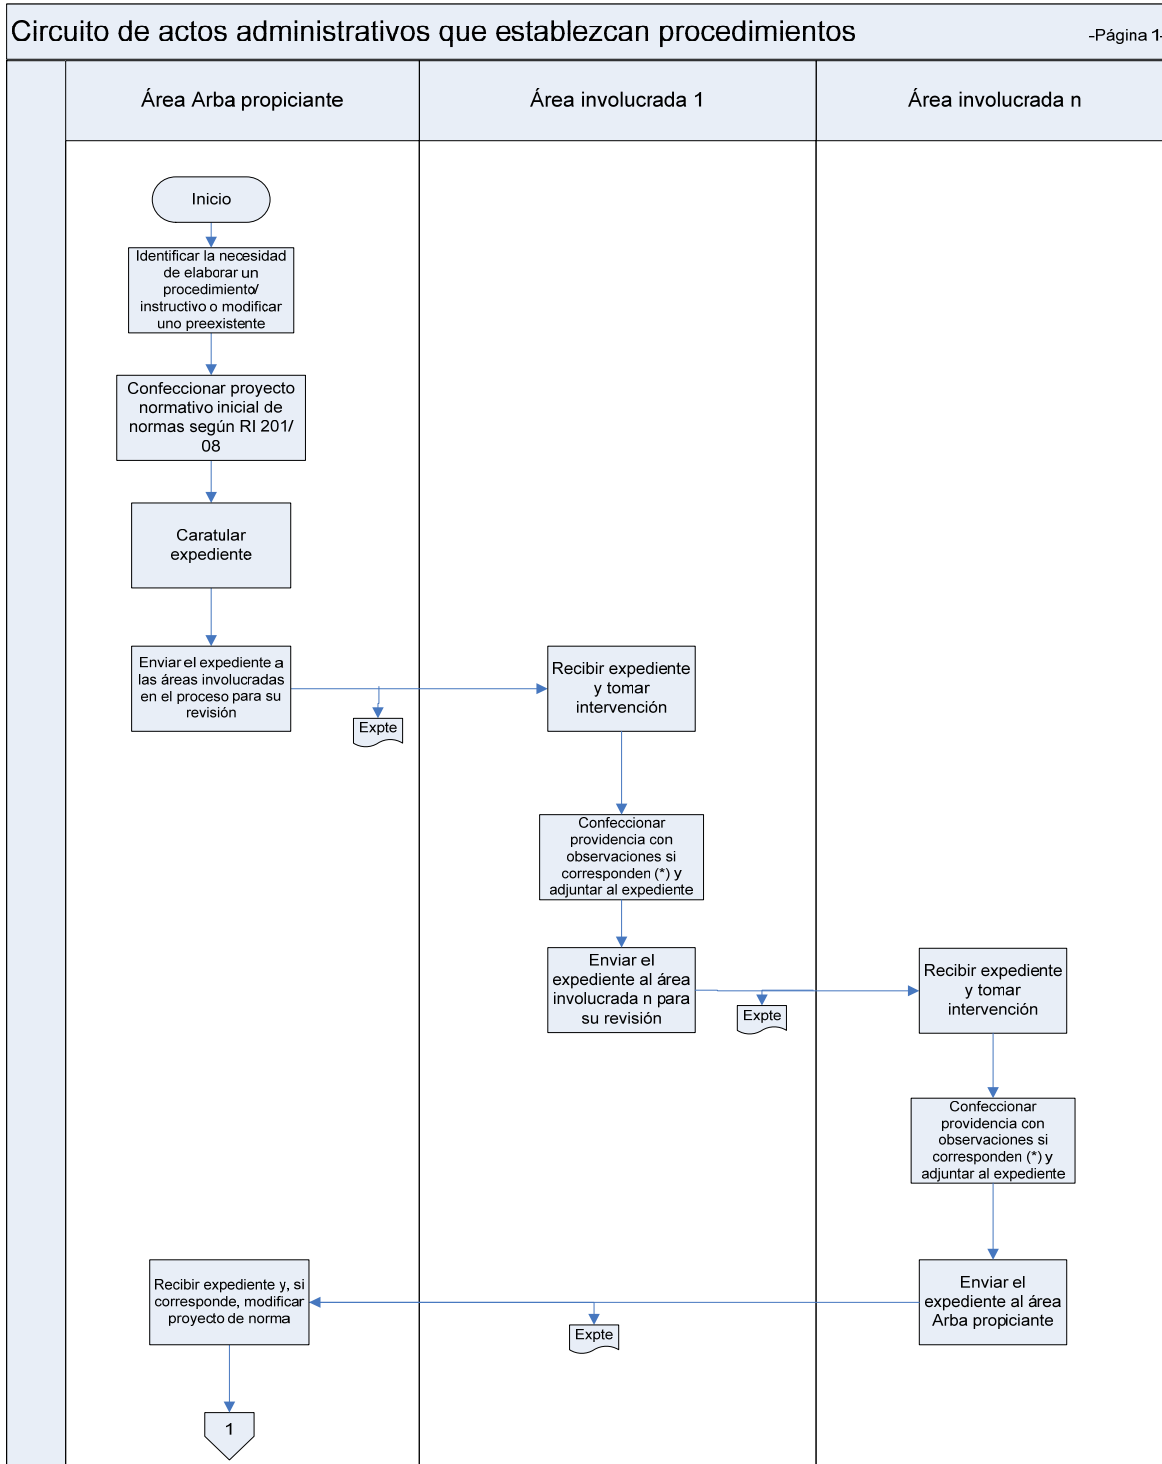 Circuito de actos administrativos que establezcan procedimientos
-Página 1-
Área Arba propiciante
Área involucrada 1
Área involucrada n
Inicio
Identificar la necesidad
de elaborar un
procedimiento/
instructivo o modificar
uno preexistente
Confeccionar proyecto
normativo inicial de
normas según RI 201/
08
Caratular
expediente
Enviar el expediente a
las áreas involucradas
en el proceso para su
revisión
Expte
Recibir expediente
y tomar
intervención
Confeccionar
providencia con
observaciones si
corresponden (*) y
adjuntar al expediente
Enviar el
expediente al área
involucrada n para
su revisión
Expte
Recibir expediente
y tomar
intervención
Confeccionar
providencia con
observaciones si
corresponden (*) y
adjuntar al expediente
Enviar el
expediente al área
Arba propiciante
Expte
Recibir expediente y, si
corresponde, modificar
proyecto de norma
1